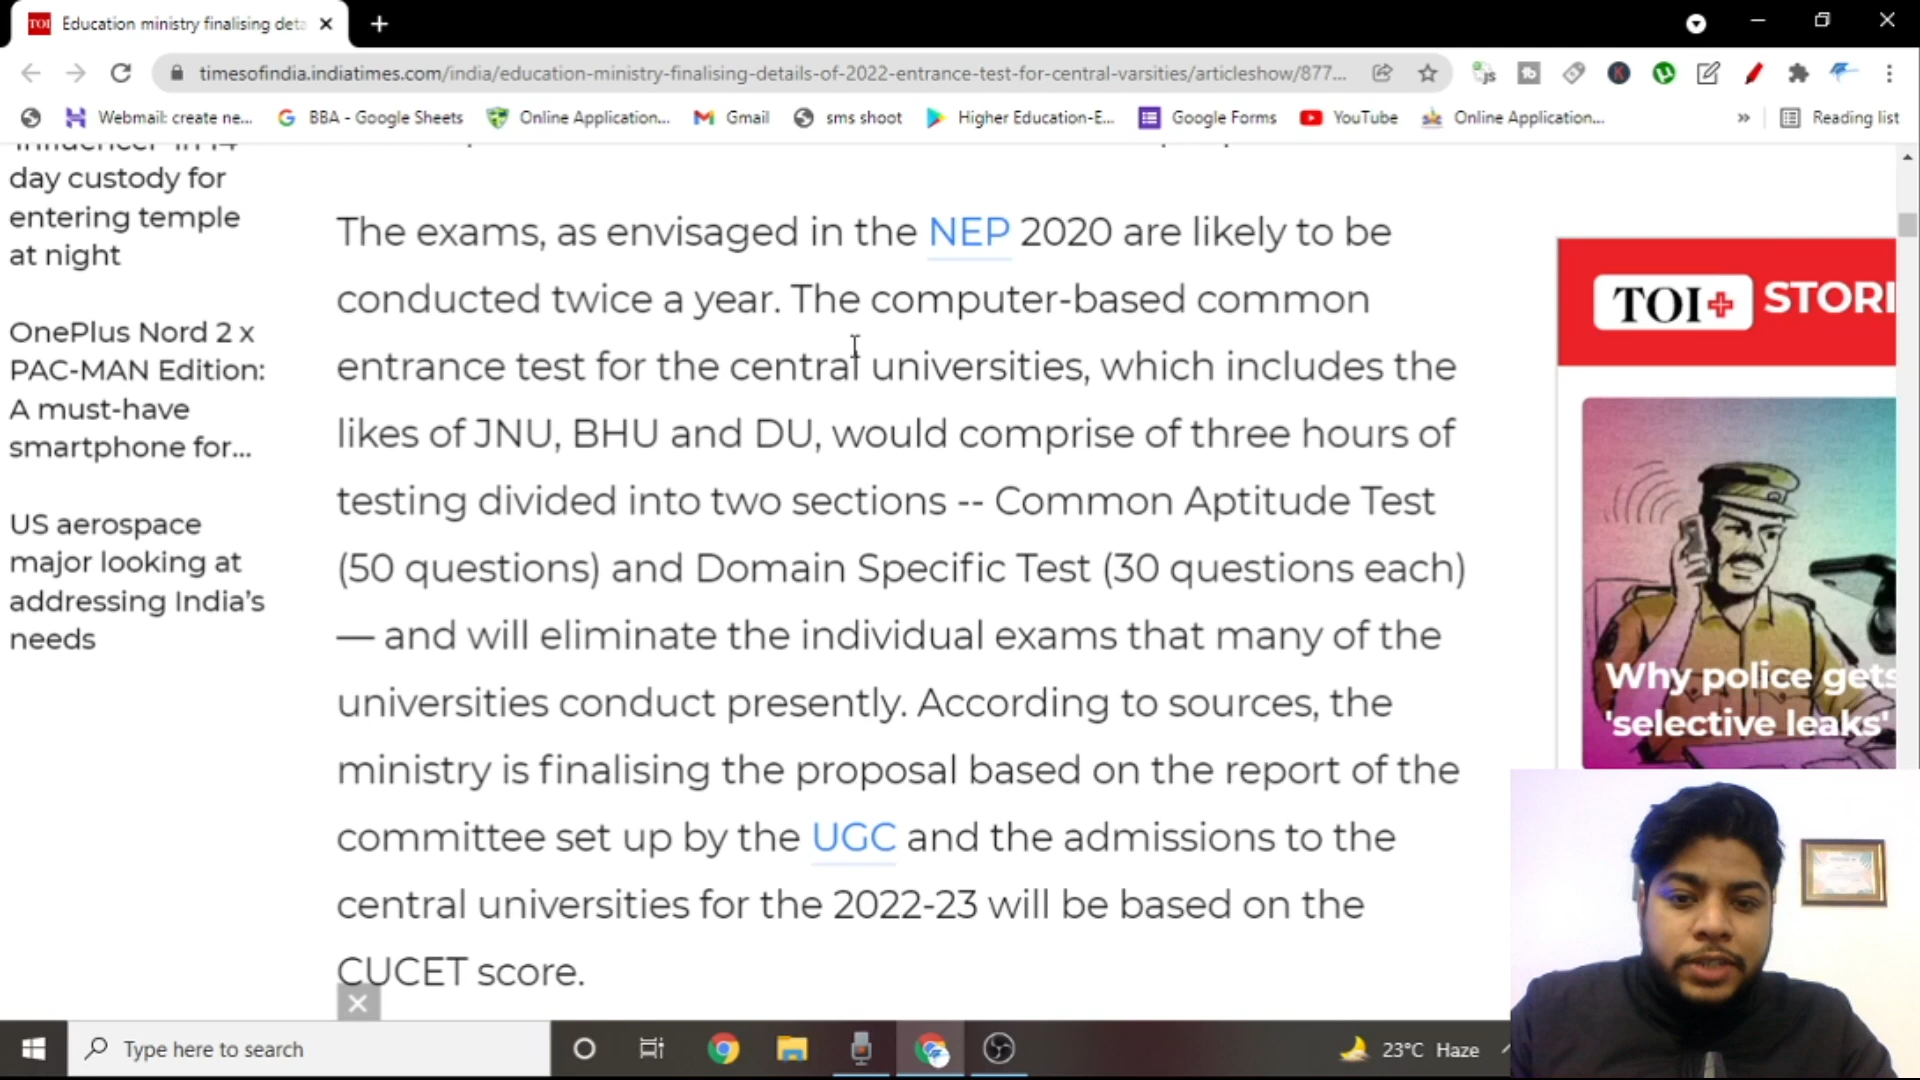 TOI Education ministry finalising deta
timesofindia.indiatimes.com/india/education-ministry-finalising-details-of-2022-entrance-test-for-central-varsities/articleshow/877...
Webmail: create ne... BBA - Google Sheets Online Application... Gmail sms shoot Higher Education-E... Google Forms YouTube Online Application... » Reading list
day custody for
entering temple
at night
OnePlus Nord 2 x
PAC-MAN Edition:
A must-have
smartphone for...
US aerospace
major looking at
addressing India's
needs
The exams, as envisaged in the NEP 2020 are likely to be
conducted twice a year. The computer-based common
entrance test for the central universities, which includes the
likes of JNU, BHU and DU, would comprise of three hours of
testing divided into two sections -- Common Aptitude Test
(50 questions) and Domain Specific Test (30 questions each)
— and will eliminate the individual exams that many of the
universities conduct presently. According to sources, the
ministry is finalising the proposal based on the report of the
committee set up by the UGC and the admissions to the
central universities for the 2022-23 will be based on the
CUCET score.
TOI+ STORI
Why police gets
'selective leaks'
Type here to search
23°C Haze